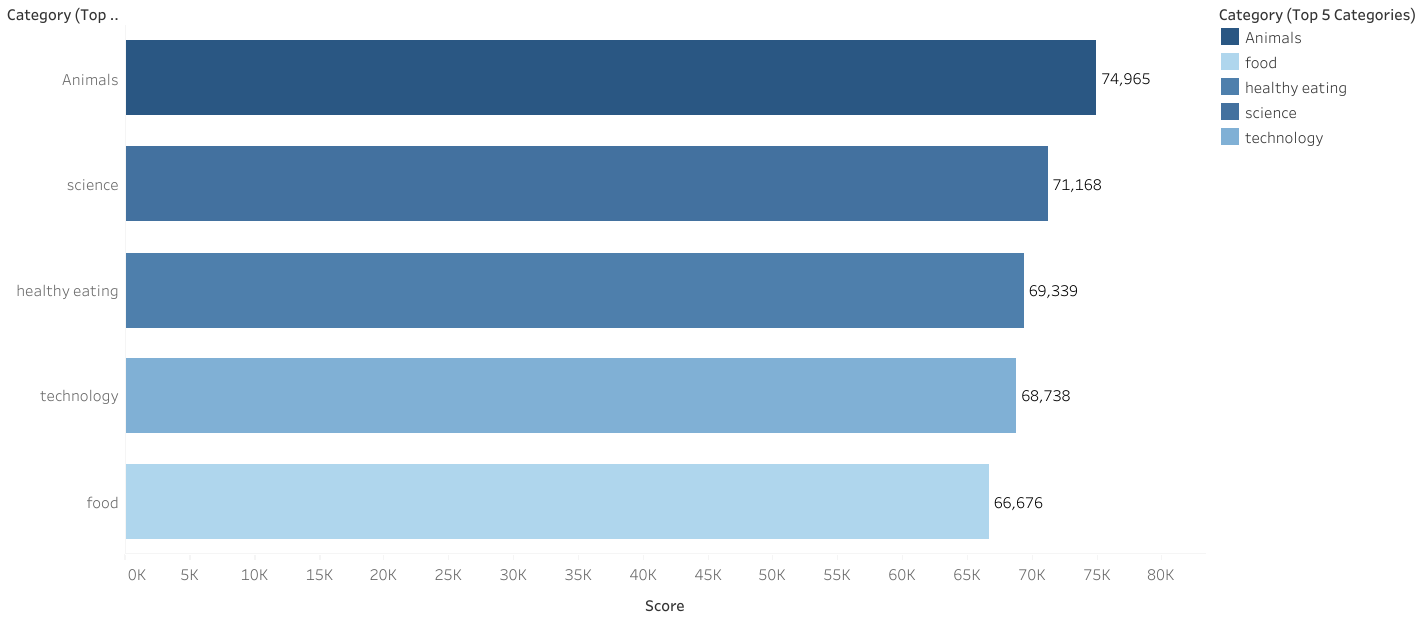 Category (Top ..
Animals
74,965
science
71,168
healthy eating
69,339
technology
68,738
food
66,676
0K 5K 10K 15K 20K 25K 30K 35K 40K 45K 50K 55K 60K 65K 70K 75K 80K
Score
Category (Top 5 Categories)
Animals
food
healthy eating
science
technology